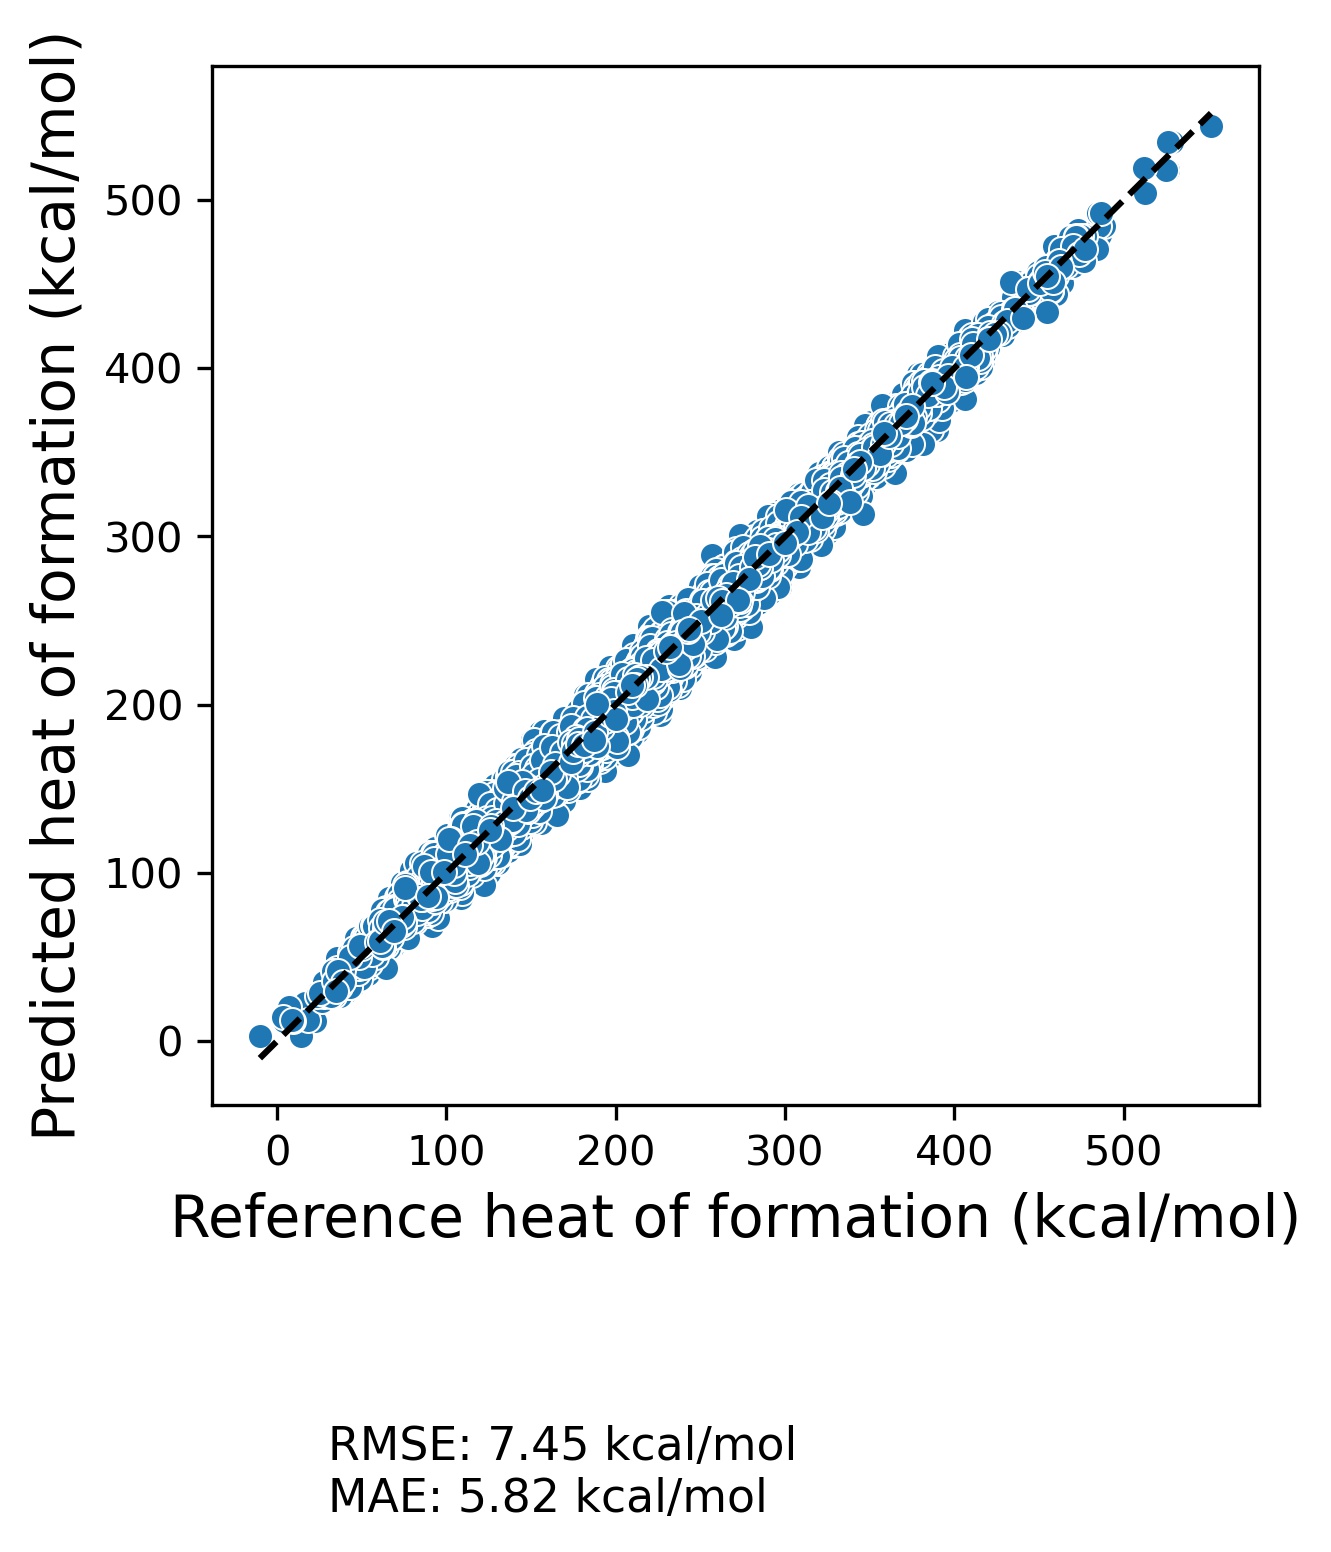 Predicted heat of formation (kcal/mol)
500
400
300
200
100
0
0 100 200 300 400 500
Reference heat of formation (kcal/mol)
RMSE: 7.45 kcal/mol
MAE: 5.82 kcal/mol